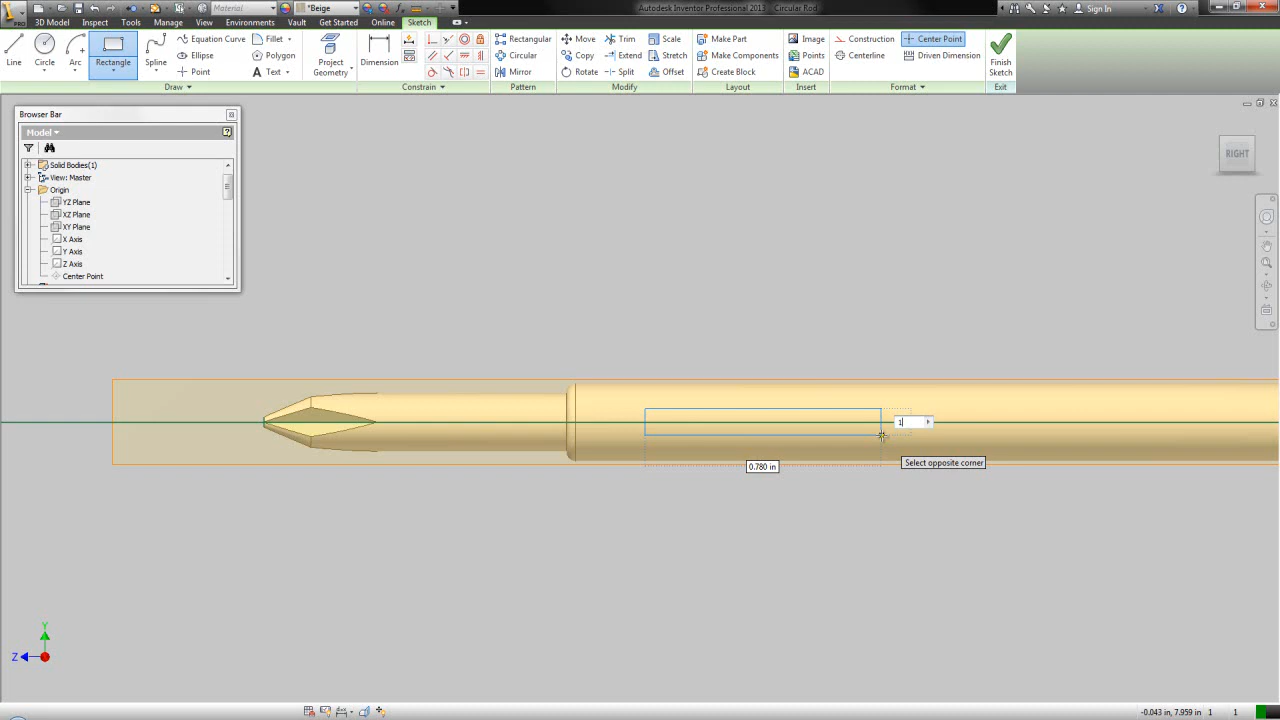 Material
*Beige
Autodesk Inventor Professional 2013 Circular Rod
Sign In
PRO
3D Model Inspect Tools Manage View Environments Vault Get Started Online Sketch
Line Circle Arc Rectangle Spline
Equation Curve Fillet
Ellipse Polygon
Point Text
Project Geometry
Dimension
Rectangular Move Trim Scale
Circular Copy Extend Stretch
Mirror Rotate Split Offset
Make Part
Make Components
Create Block
Image
Points
ACAD
Construction Center Point
Centerline Driven Dimension
Finish Sketch
Draw Constrain Pattern Modify Layout Insert Format Exit
Browser Bar
Model
Solid Bodies(1)
View: Master
Origin
YZ Plane
XZ Plane
XY Plane
X Axis
Y Axis
Z Axis
Center Point
RIGHT
1
Select opposite corner
0.780 in
Y
Z
-0.043 in, 7.959 in 1 1